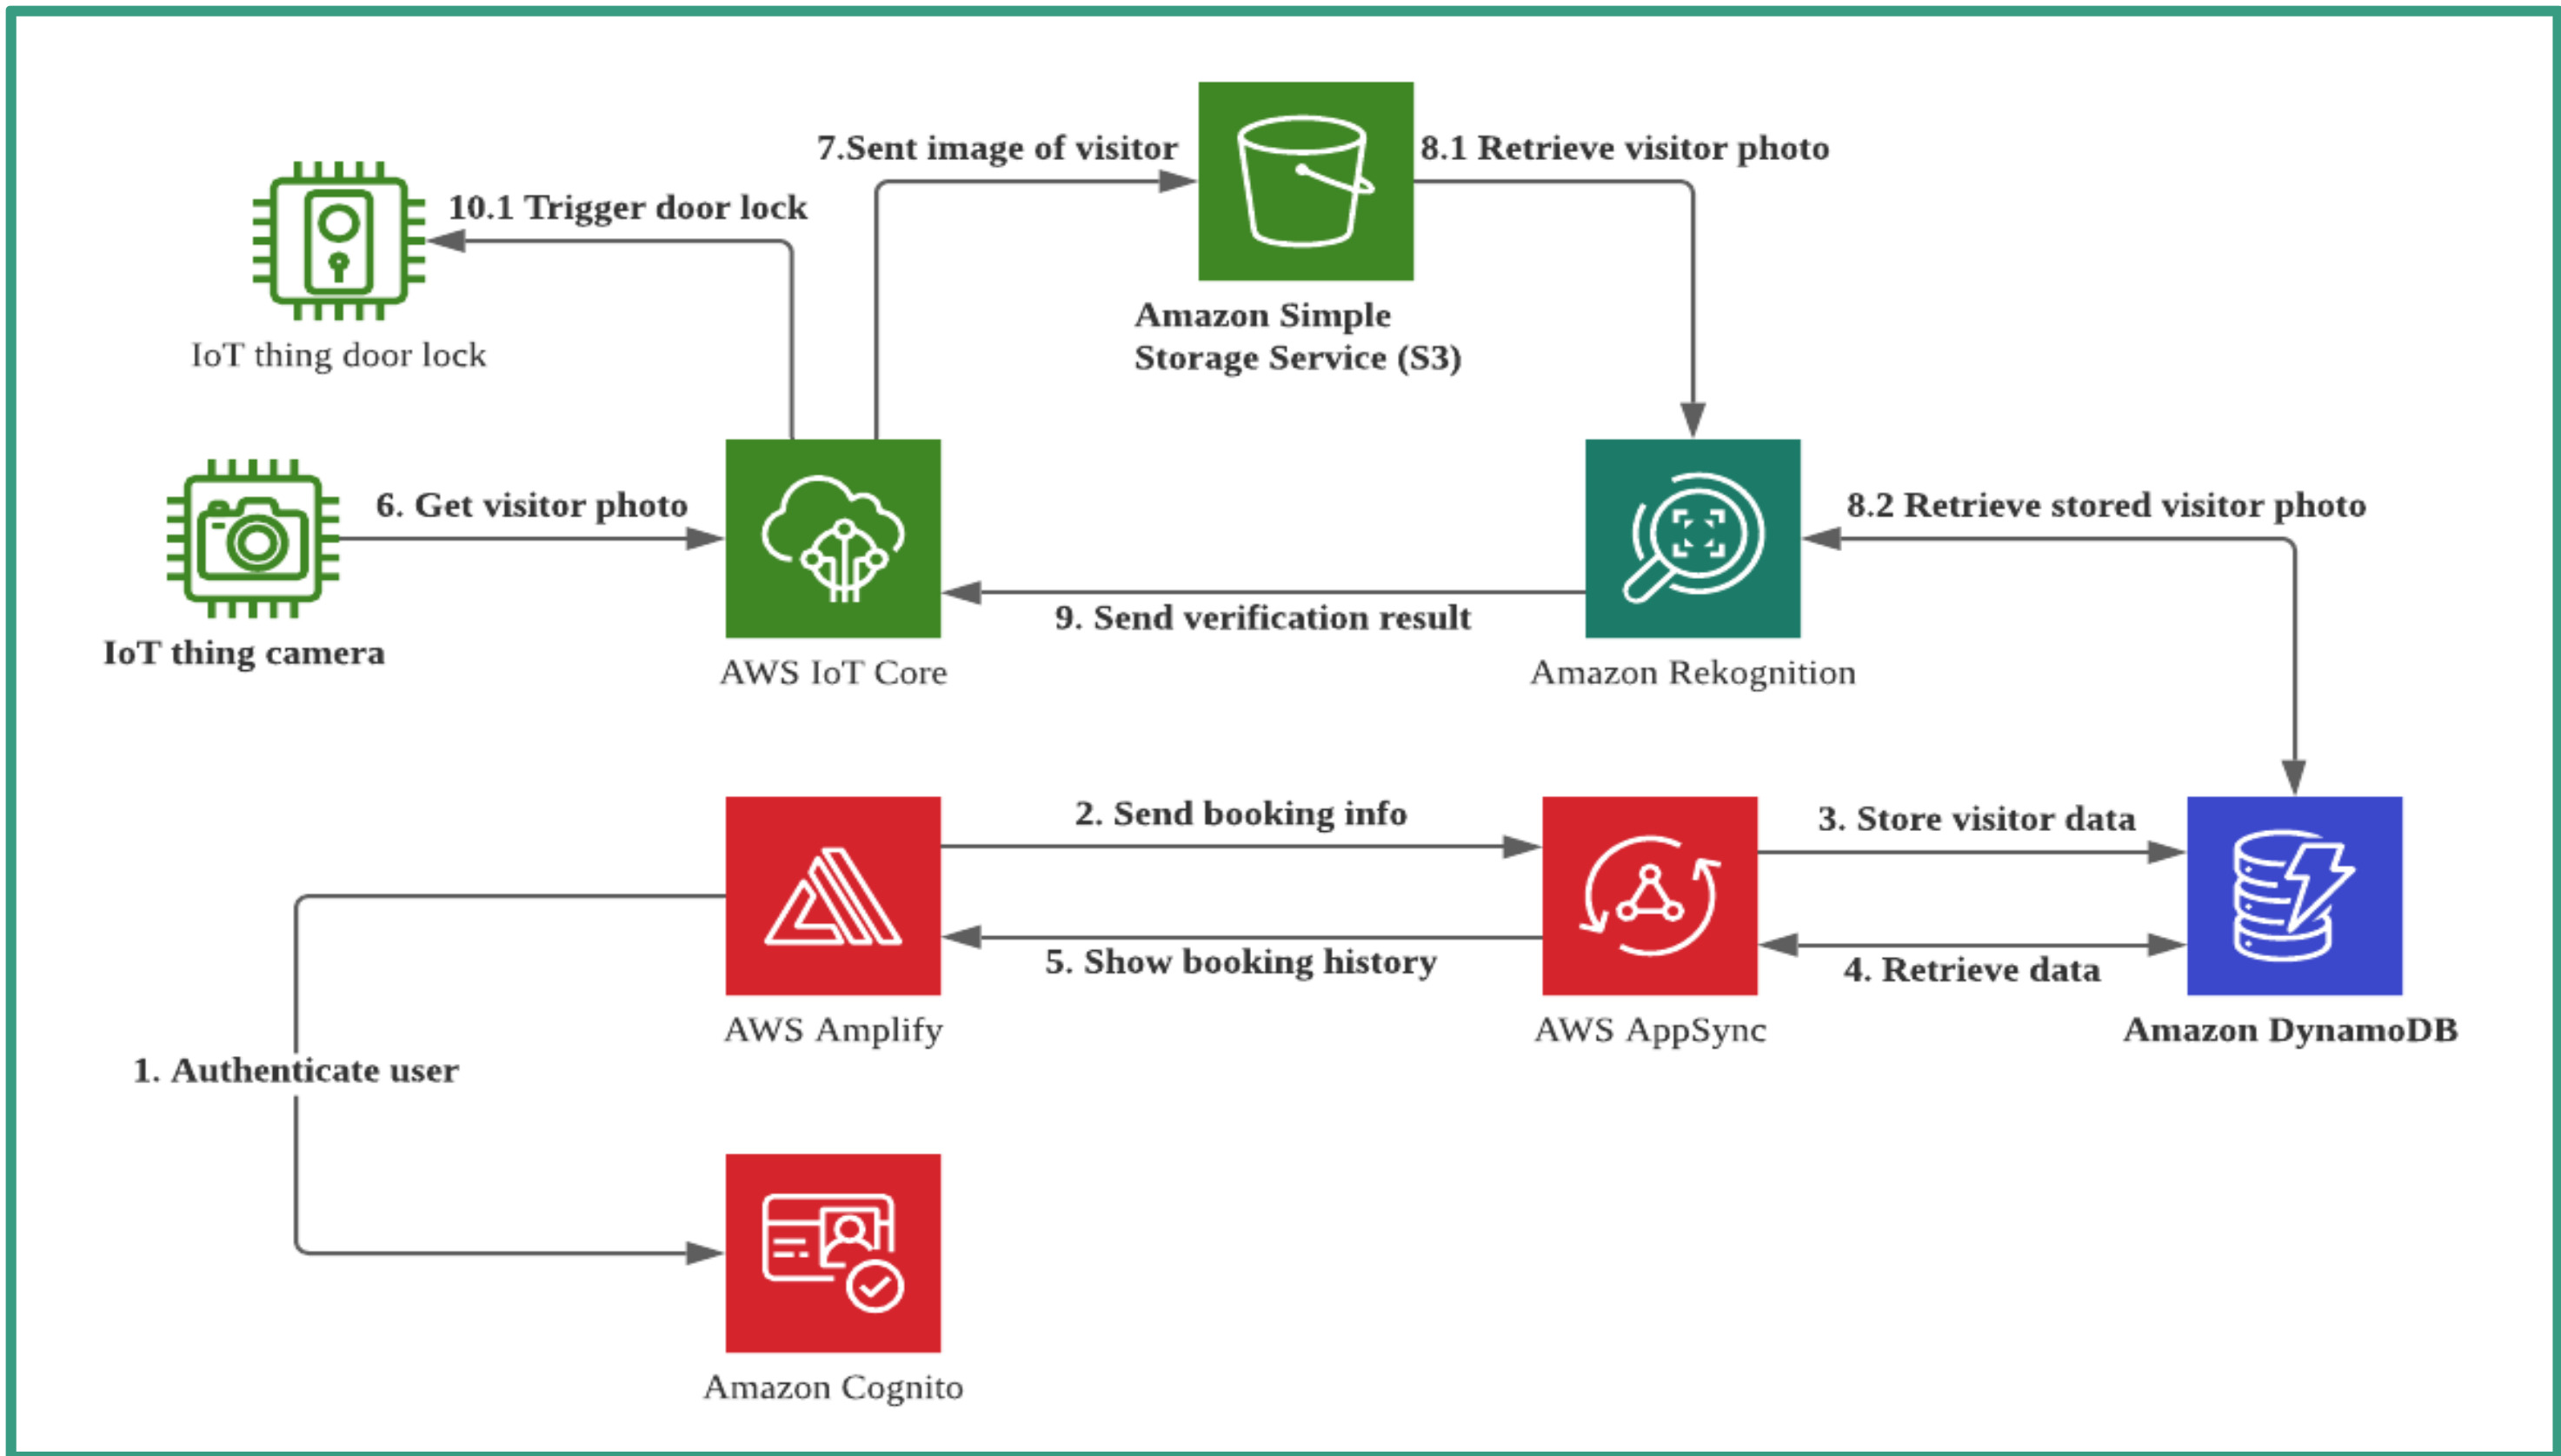 7.Sent image of visitor
8.1 Retrieve visitor photo
10.1 Trigger door lock
Amazon Simple
Storage Service (S3)
IoT thing door lock
6. Get visitor photo
8.2 Retrieve stored visitor photo
9. Send verification result
IoT thing camera
AWS IoT Core
Amazon Rekognition
2. Send booking info
3. Store visitor data
5. Show booking history
4. Retrieve data
AWS Amplify
AWS AppSync
Amazon DynamoDB
1. Authenticate user
Amazon Cognito